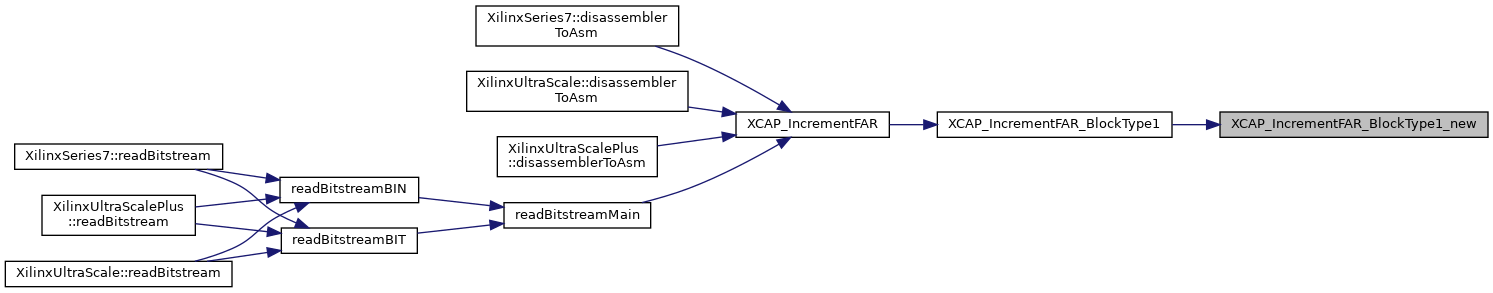 XilinxSeries7::disassembler
ToAsm
XilinxUltraScale::disassembler
ToAsm
XCAP_IncrementFAR
XCAP_IncrementFAR_BlockType1
XCAP_IncrementFAR_BlockType1_new
XilinxUltraScalePlus
::disassemblerToAsm
XilinxSeries7::readBitstream
readBitstreamBIN
XilinxUltraScalePlus
::readBitstream
readBitstreamMain
readBitstreamBIT
XilinxUltraScale::readBitstream